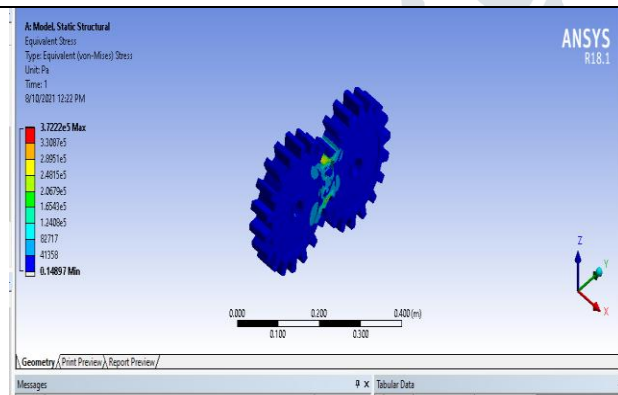 A: Model, Static Structural
Equivalent Stress
Type: Equivalent (von-Mises) Stress
Unit: Pa
Time: 1
8/10/2021 12:22 PM
ANSYS
R18.1
3.7222e5 Max
3.3087e5
2.8951e5
2.4815e5
2.0679e5
1.6543e5
1.2408e5
82717
41358
0.14897 Min
Z
Y
X
0.000
0.200
0.400 (m)
0.100
0.300
Geometry / Print Preview / Report Preview /
Messages
Tabular Data